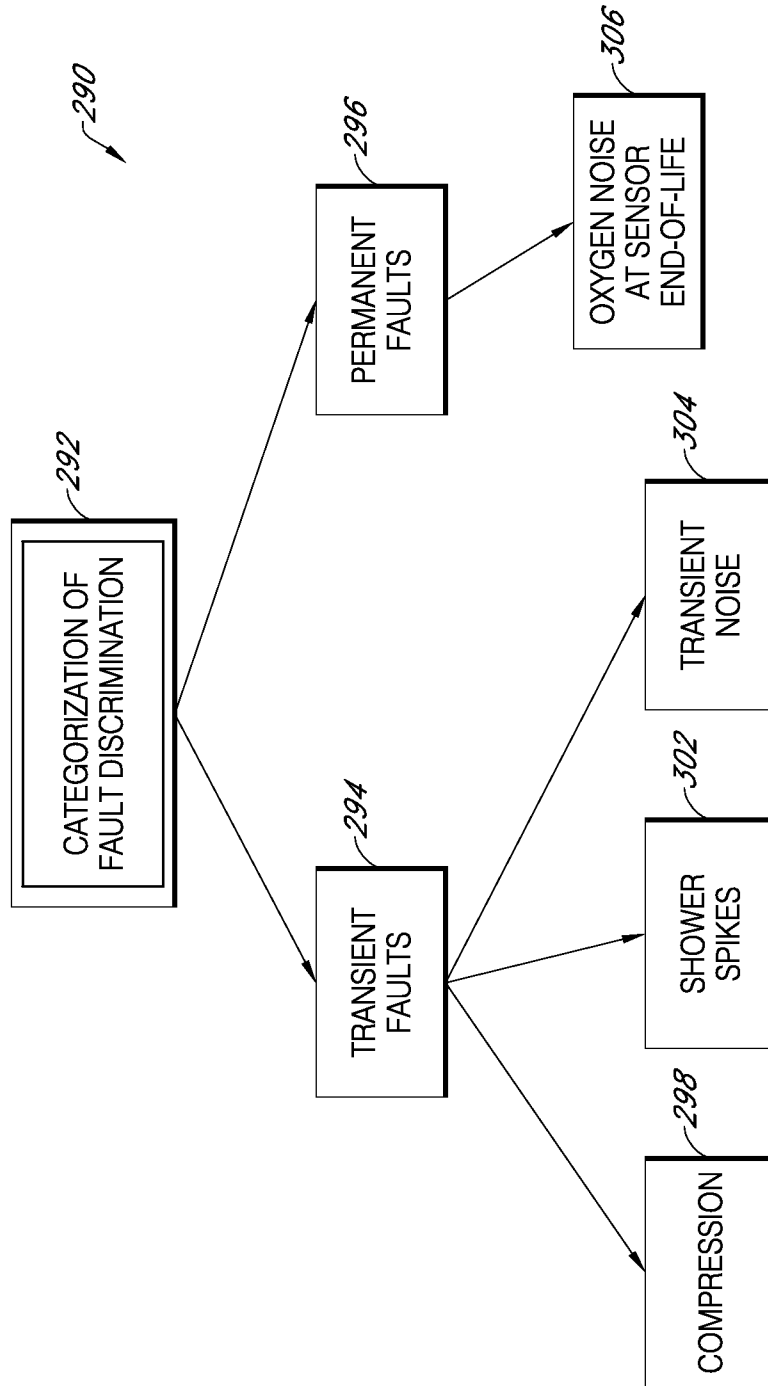 290
292
CATEGORIZATION OF
FAULT DISCRIMINATION
294
TRANSIENT
FAULTS
296
PERMANENT
FAULTS
298
COMPRESSION
302
SHOWER
SPIKES
304
TRANSIENT
NOISE
306
OXYGEN NOISE
AT SENSOR
END-OF-LIFE